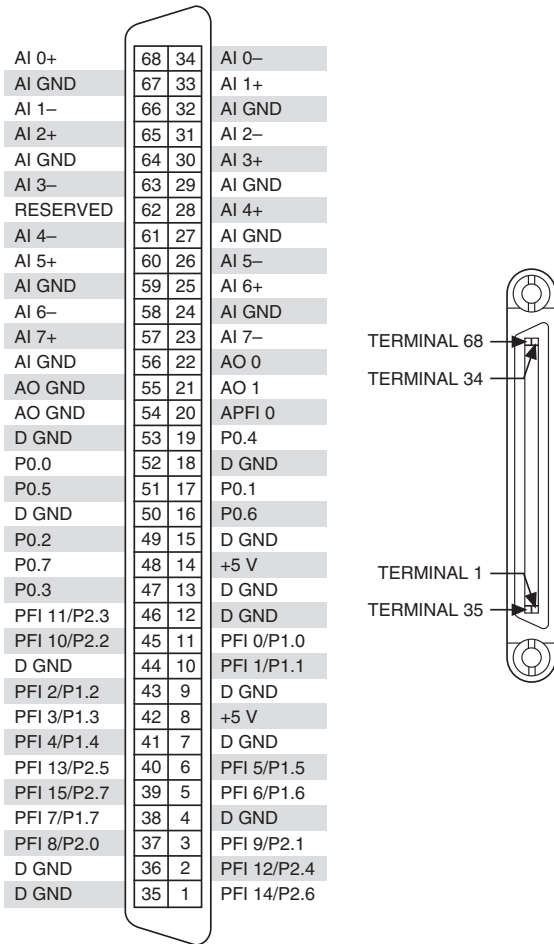 AI 0+ 68 34 AI 0–
AI GND 67 33 AI 1+
AI 1– 66 32 AI GND
AI 2+ 65 31 AI 2–
AI GND 64 30 AI 3+
AI 3– 63 29 AI GND
RESERVED 62 28 AI 4+
AI 4– 61 27 AI GND
AI 5+ 60 26 AI 5–
AI GND 59 25 AI 6+
AI 6– 58 24 AI GND
AI 7+ 57 23 AI 7–
AI GND 56 22 AO 0
AO GND 55 21 AO 1
AO GND 54 20 APFI 0
D GND 53 19 P0.4
P0.0 52 18 D GND
P0.5 51 17 P0.1
D GND 50 16 P0.6
P0.2 49 15 D GND
P0.7 48 14 +5 V
P0.3 47 13 D GND
PFI 11/P2.3 46 12 D GND
PFI 10/P2.2 45 11 PFI 0/P1.0
D GND 44 10 PFI 1/P1.1
PFI 2/P1.2 43 9 D GND
PFI 3/P1.3 42 8 +5 V
PFI 4/P1.4 41 7 D GND
PFI 13/P2.5 40 6 PFI 5/P1.5
PFI 15/P2.7 39 5 PFI 6/P1.6
PFI 7/P1.7 38 4 D GND
PFI 8/P2.0 37 3 PFI 9/P2.1
D GND 36 2 PFI 12/P2.4
D GND 35 1 PFI 14/P2.6
TERMINAL 68
TERMINAL 34
TERMINAL 1
TERMINAL 35